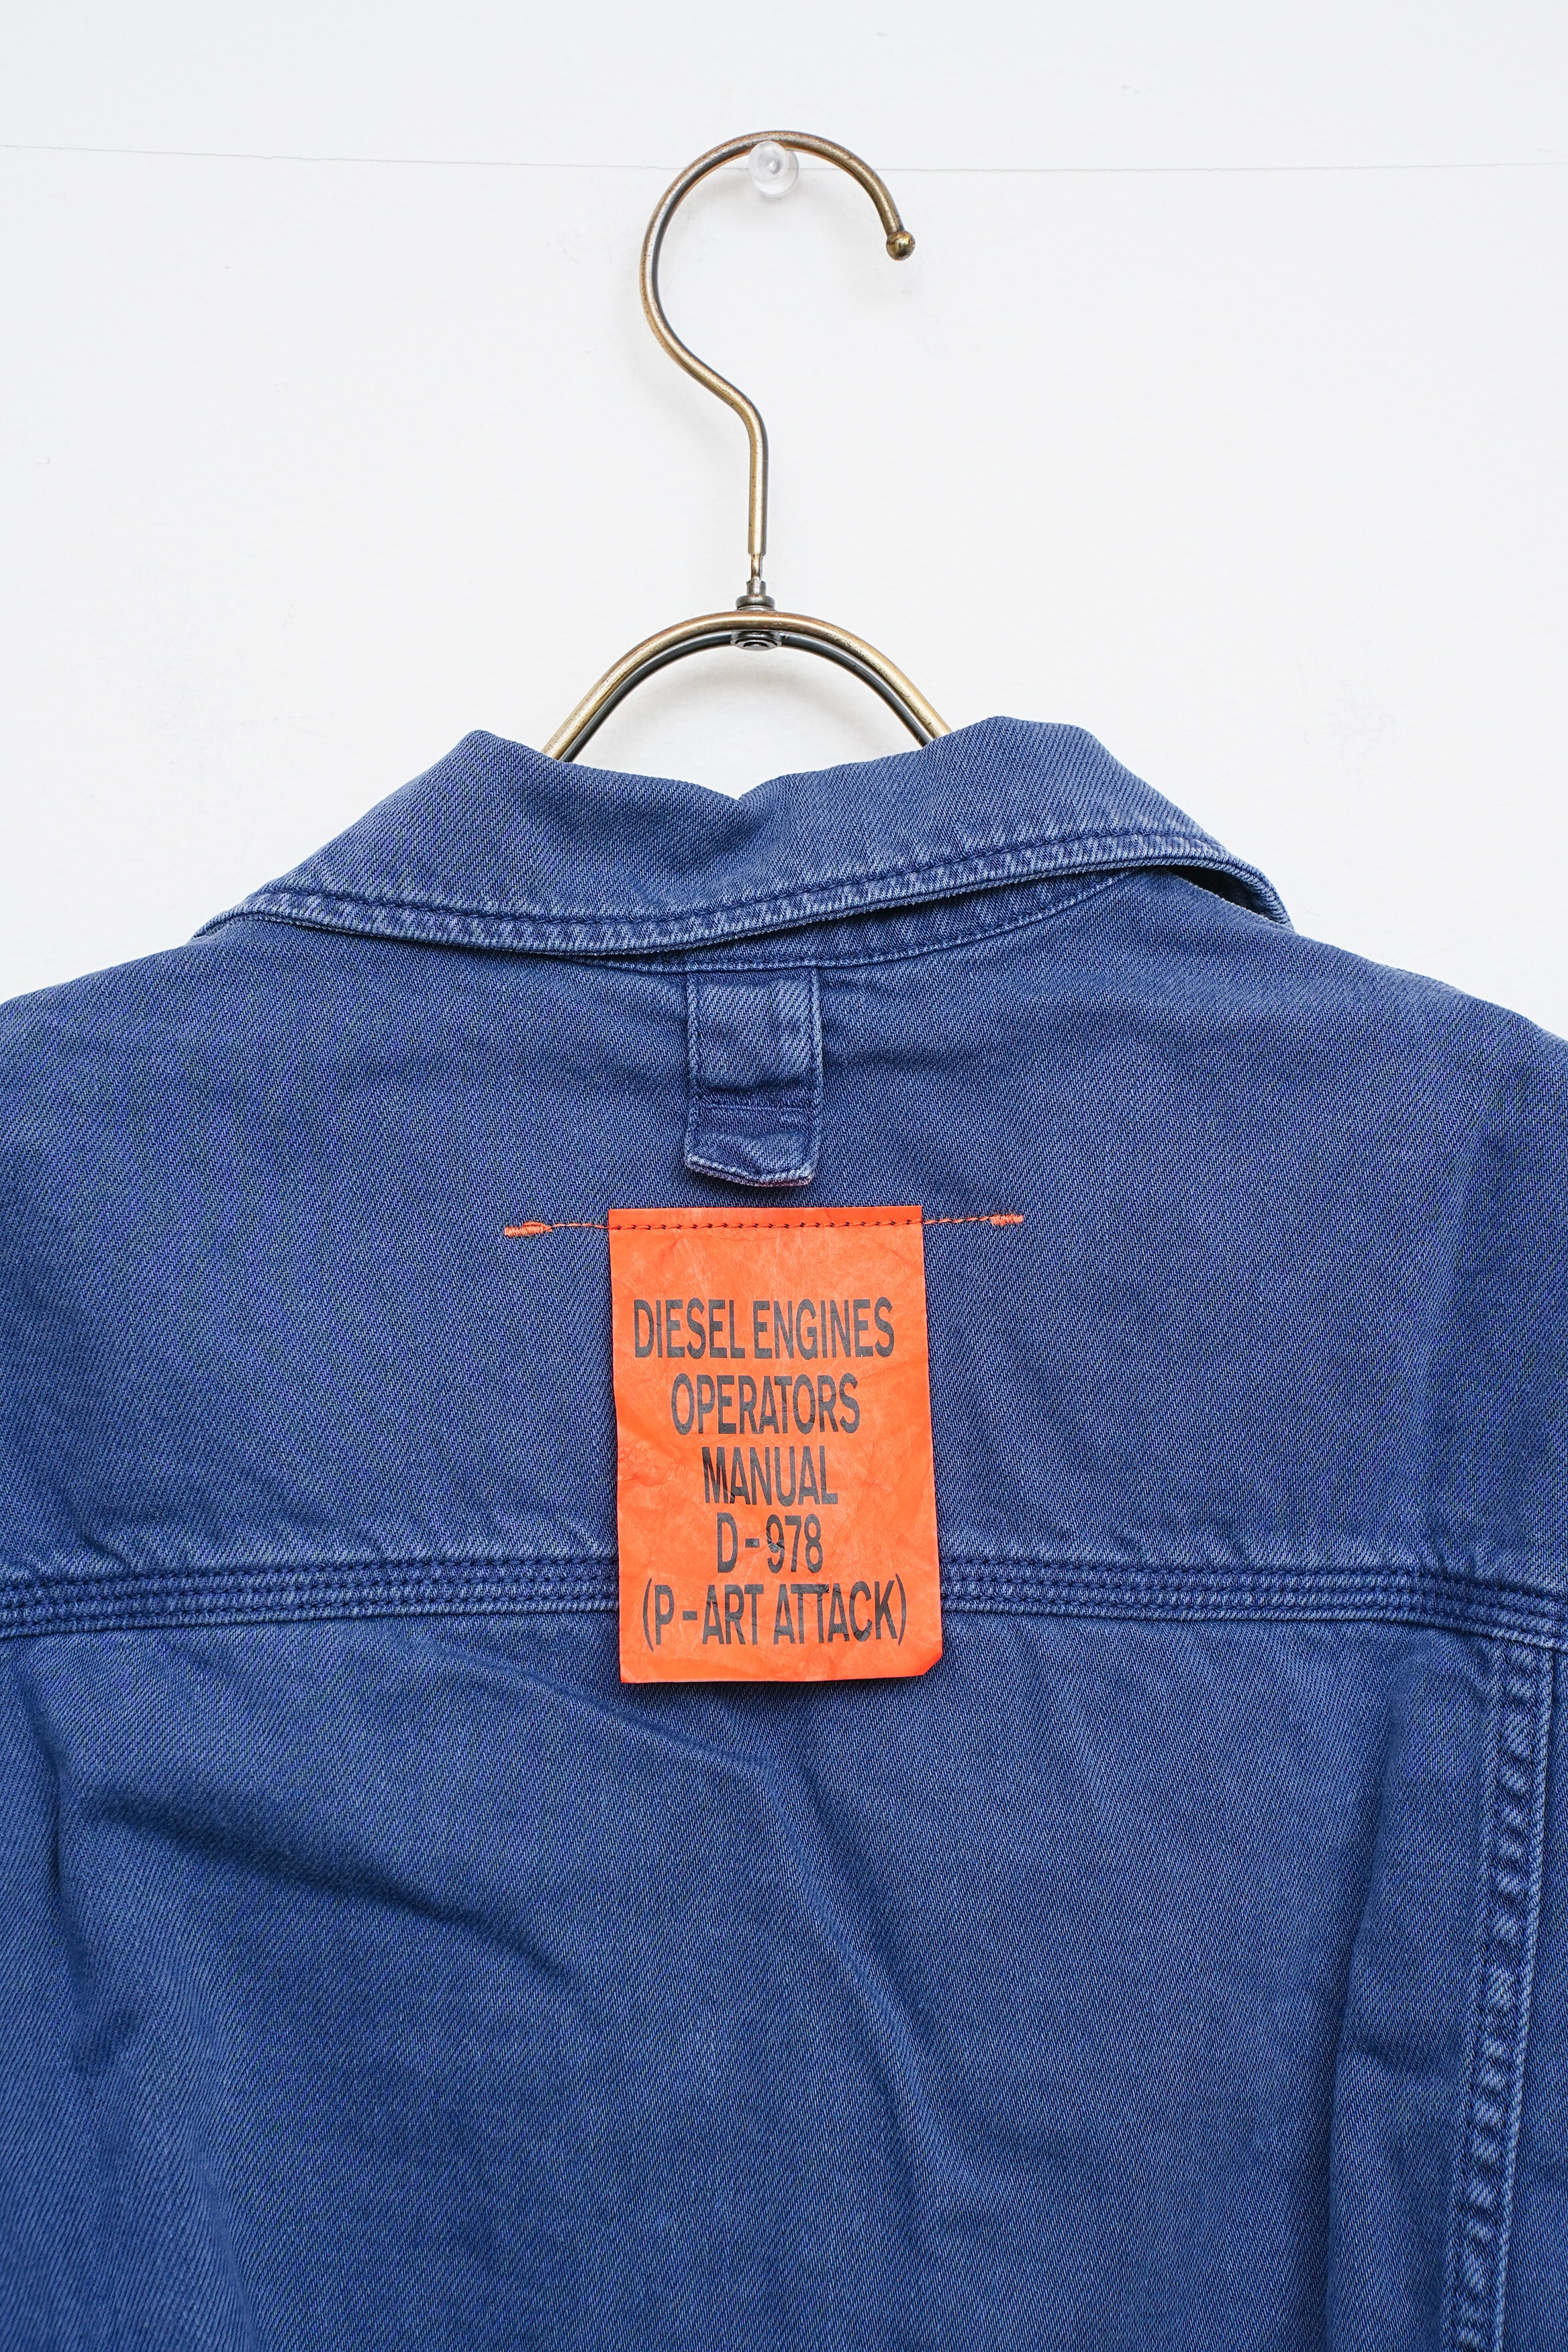 DIESEL ENGINES
OPERATORS
MANUAL
D-978
(P-ART ATTACK)